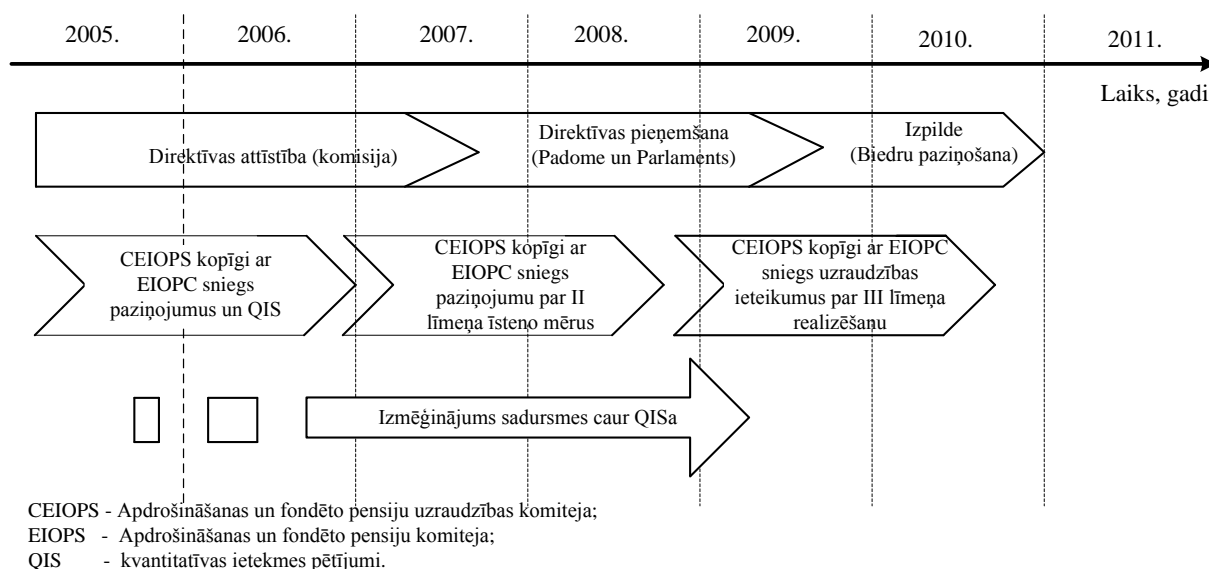 2005. 2006. 2007. 2008. 2009. 2010. 2011.
Laiks, gadi
Direktīvas attīstība (komisija)
Direktīvas pieņemšana
(Padome un Parlaments)
Izpilde
(Biedru paziņošana)
CEIOPS kopīgi ar
EIOPC sniegs
paziņojumus un QIS
CEIOPS kopīgi ar
EIOPC sniegs
paziņojumu par II
līmeņa īsteno mērus
CEIOPS kopīgi ar EIOPC
sniegs uzraudzības
ieteikumus par III līmeņa
realizēšanu
Izmēģinājums sadursmes caur QISa
CEIOPS - Apdrošināšanas un fondēto pensiju uzraudzības komiteja;
EIOPS - Apdrošināšanas un fondēto pensiju komiteja;
QIS - kvantitatīvas ietekmes pētījumi.